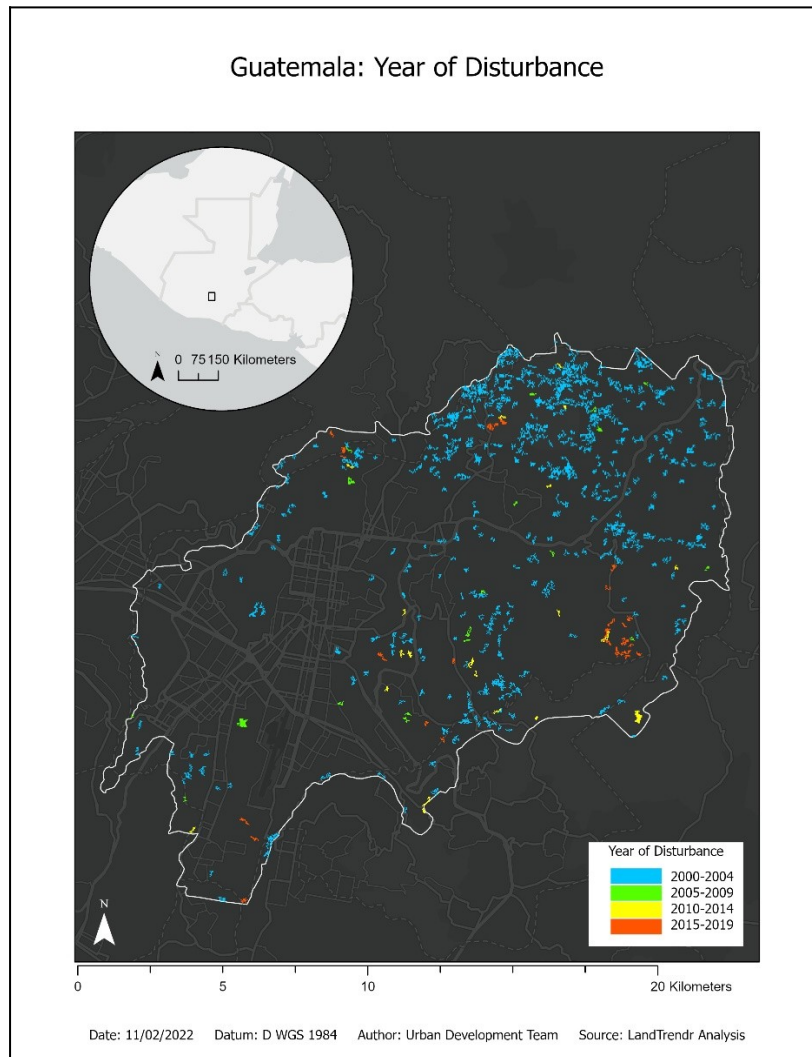 Guatemala: Year of Disturbance
N
0 75 150 Kilometers
Year of Disturbance
2000-2004
2005-2009
2010-2014
2015-2019
N
0 5 10 20 Kilometers
Date: 11/02/2022 Datum: D WGS 1984 Author: Urban Development Team Source: LandTrendr Analysis